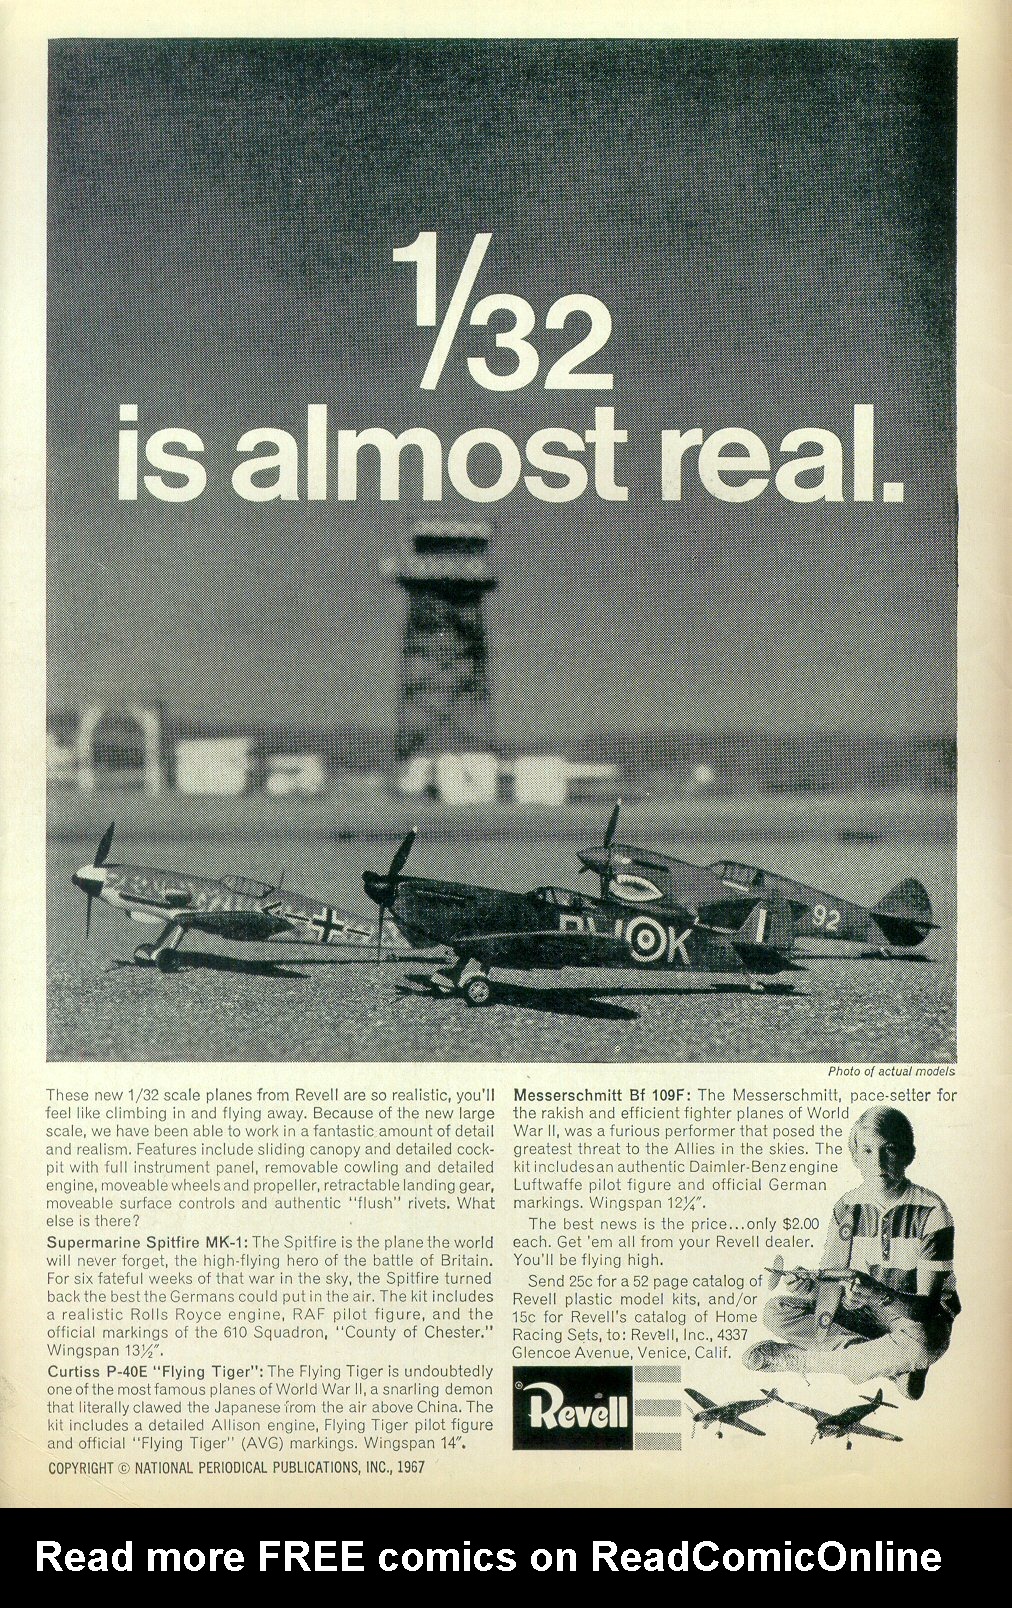 1/32
is almost real.
92
K
Photo of actual models
These new 1/32 scale planes from Revell are so realistic, you'll
feel like climbing in and flying away. Because of the new large
scale, we have been able to work in a fantastic amount of detail
and realism. Features include sliding canopy and detailed cock-
pit with full instrument panel, removable cowling and detailed
engine, moveable wheels and propeller, retractable landing gear,
moveable surface controls and authentic "flush" rivets. What
else is there?
Supermarine Spitfire MK-1: The Spitfire is the plane the world
will never forget, the high-flying hero of the battle of Britain.
For six fateful weeks of that war in the sky, the Spitfire turned
back the best the Germans could put in the air. The kit includes
a realistic Rolls Royce engine, RAF pilot figure, and the
official markings of the 610 Squadron, "County of Chester."
Wingspan 13½".
Curtiss P-40E "Flying Tiger": The Flying Tiger is undoubtedly
one of the most famous planes of World War II, a snarling demon
that literally clawed the Japanese from the air above China. The
kit includes a detailed Allison engine, Flying Tiger pilot figure
and official "Flying Tiger" (AVG) markings. Wingspan 14".
COPYRIGHT © NATIONAL PERIODICAL PUBLICATIONS, INC., 1967
Messerschmitt Bf 109F: The Messerschmitt, pace-setter for
the rakish and efficient fighter planes of World
War II, was a furious performer that posed the
greatest threat to the Allies in the skies. The
kit includes an authentic Daimler-Benz engine
Luftwaffe pilot figure and official German
markings. Wingspan 12¼".
The best news is the price...only $2.00
each. Get 'em all from your Revell dealer.
You'll be flying high.
Send 25c for a 52 page catalog of
Revell plastic model kits, and/or
15c for Revell's catalog of Home
Racing Sets, to: Revell, Inc., 4337
Glencoe Avenue, Venice, Calif.
® Revell
Read more FREE comics on ReadComicOnline